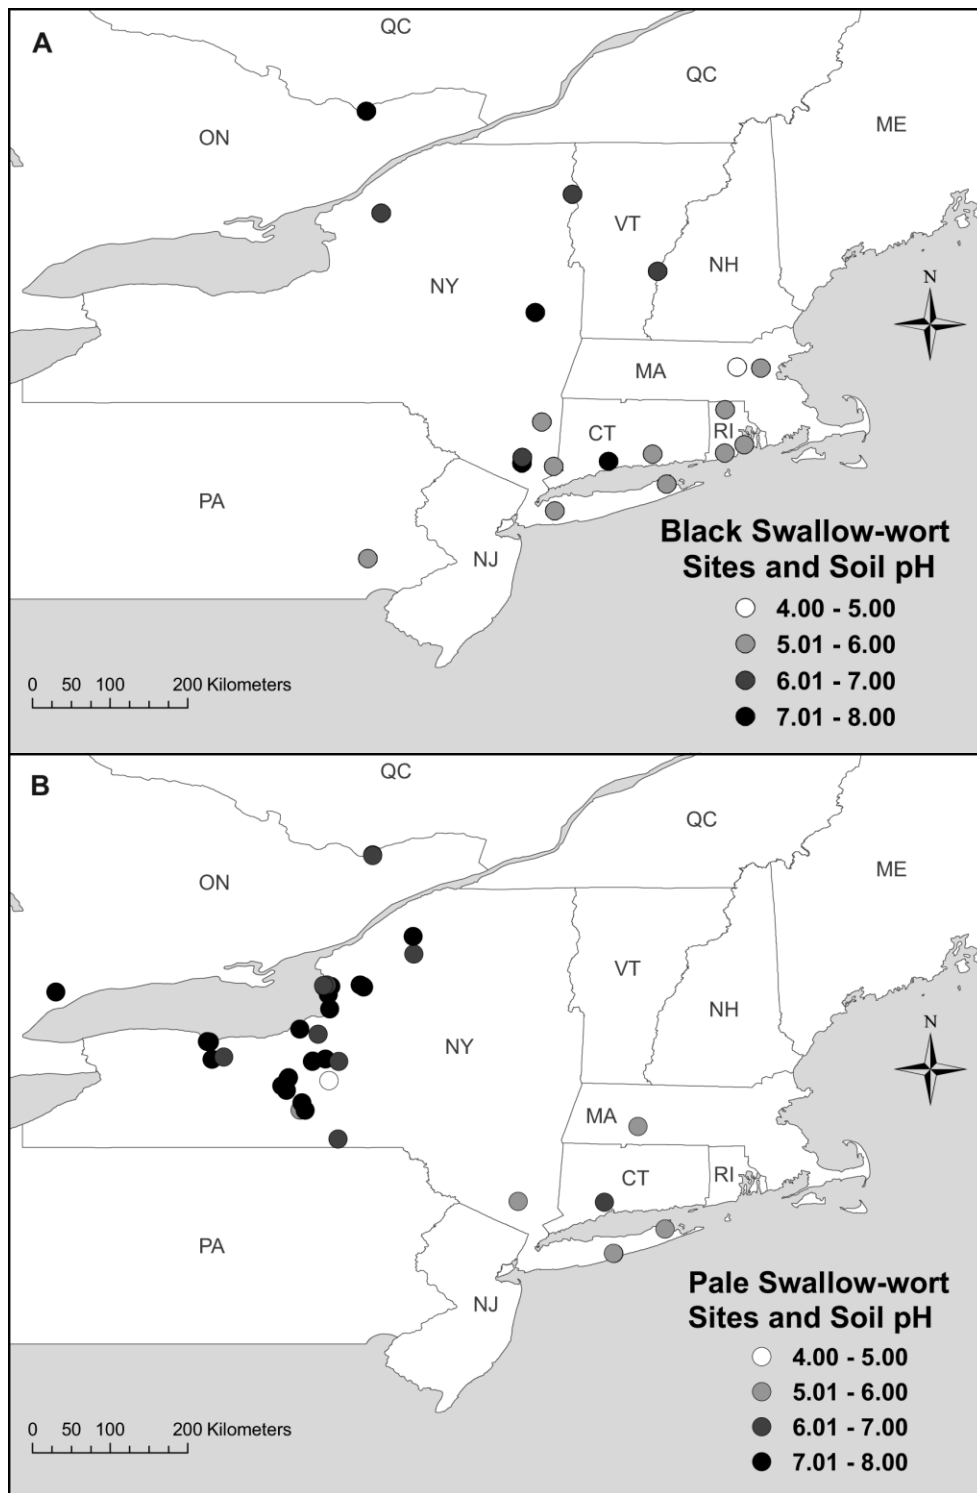 A
QC
QC
ME
ON
VT
NH
NY
N
MA
CT
RI
PA
NJ
Black Swallow-wort
Sites and Soil pH
4.00 - 5.00
5.01 - 6.00
6.01 - 7.00
7.01 - 8.00
0 50 100 200 Kilometers
B
QC
QC
ME
ON
VT
NH
NY
N
MA
CT
RI
PA
NJ
Pale Swallow-wort
Sites and Soil pH
4.00 - 5.00
5.01 - 6.00
6.01 - 7.00
7.01 - 8.00
0 50 100 200 Kilometers